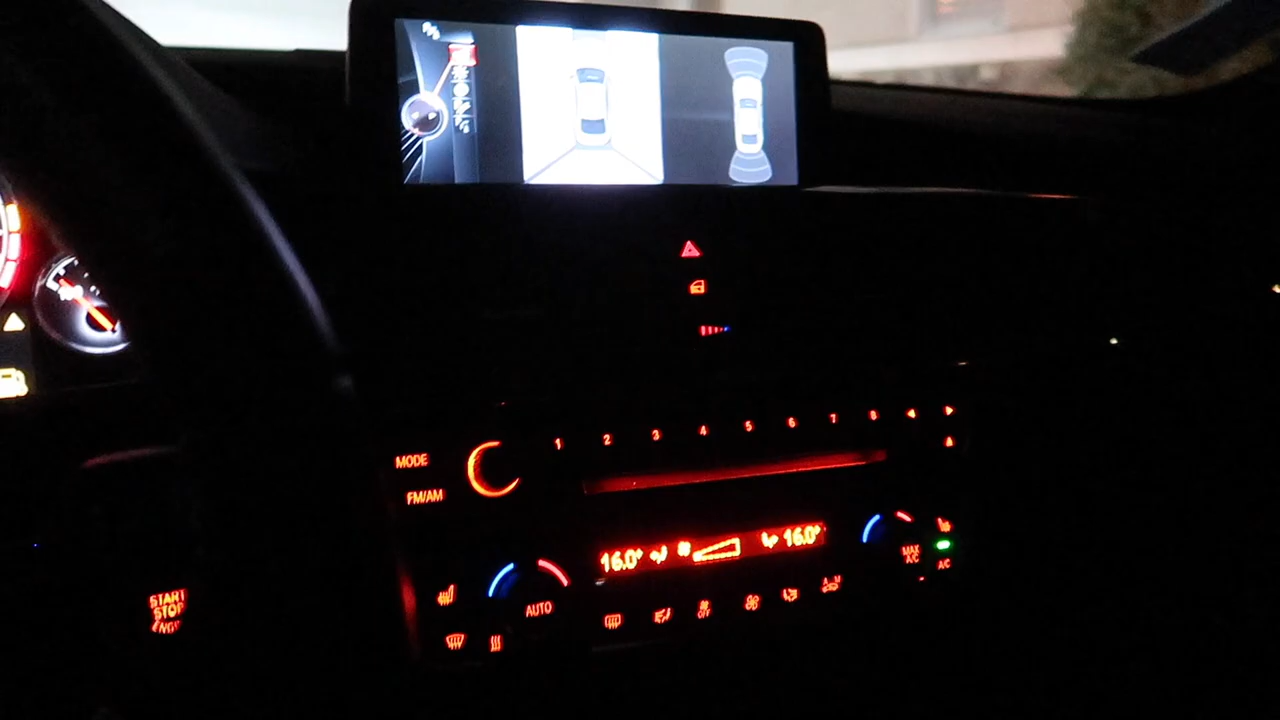 1 2 3 4 5 6 7 8
MODE
FM/AM
16.0° 16.0°
MAX
A/C
A/C
AUTO
OFF
START
STOP